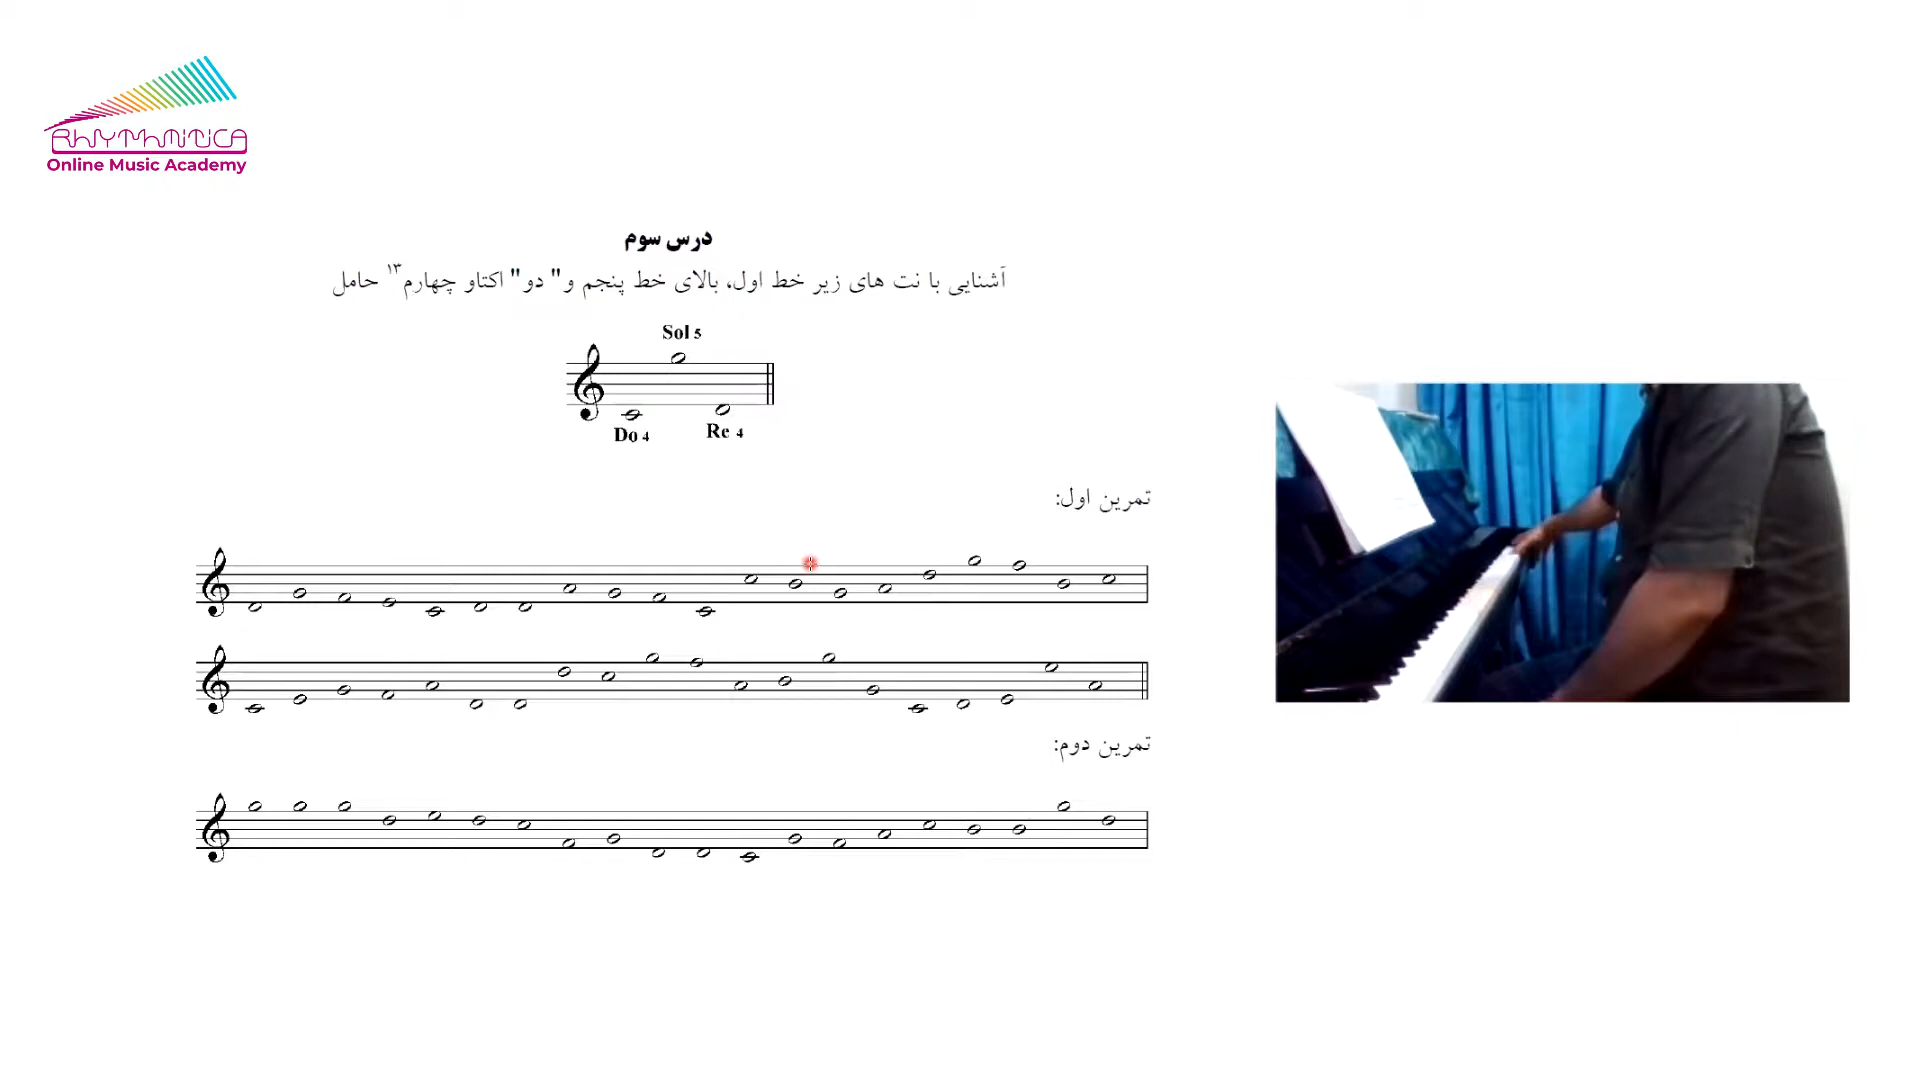 RHYTHMITICA
Online Music Academy
درس سوم
آشنایی با نت های زیر خط اول، بالای خط پنجم و" دو" اکتاو چهارم۱۳ حامل
Sol 5
Do 4
Re 4
تمرین اول:
تمرین دوم: